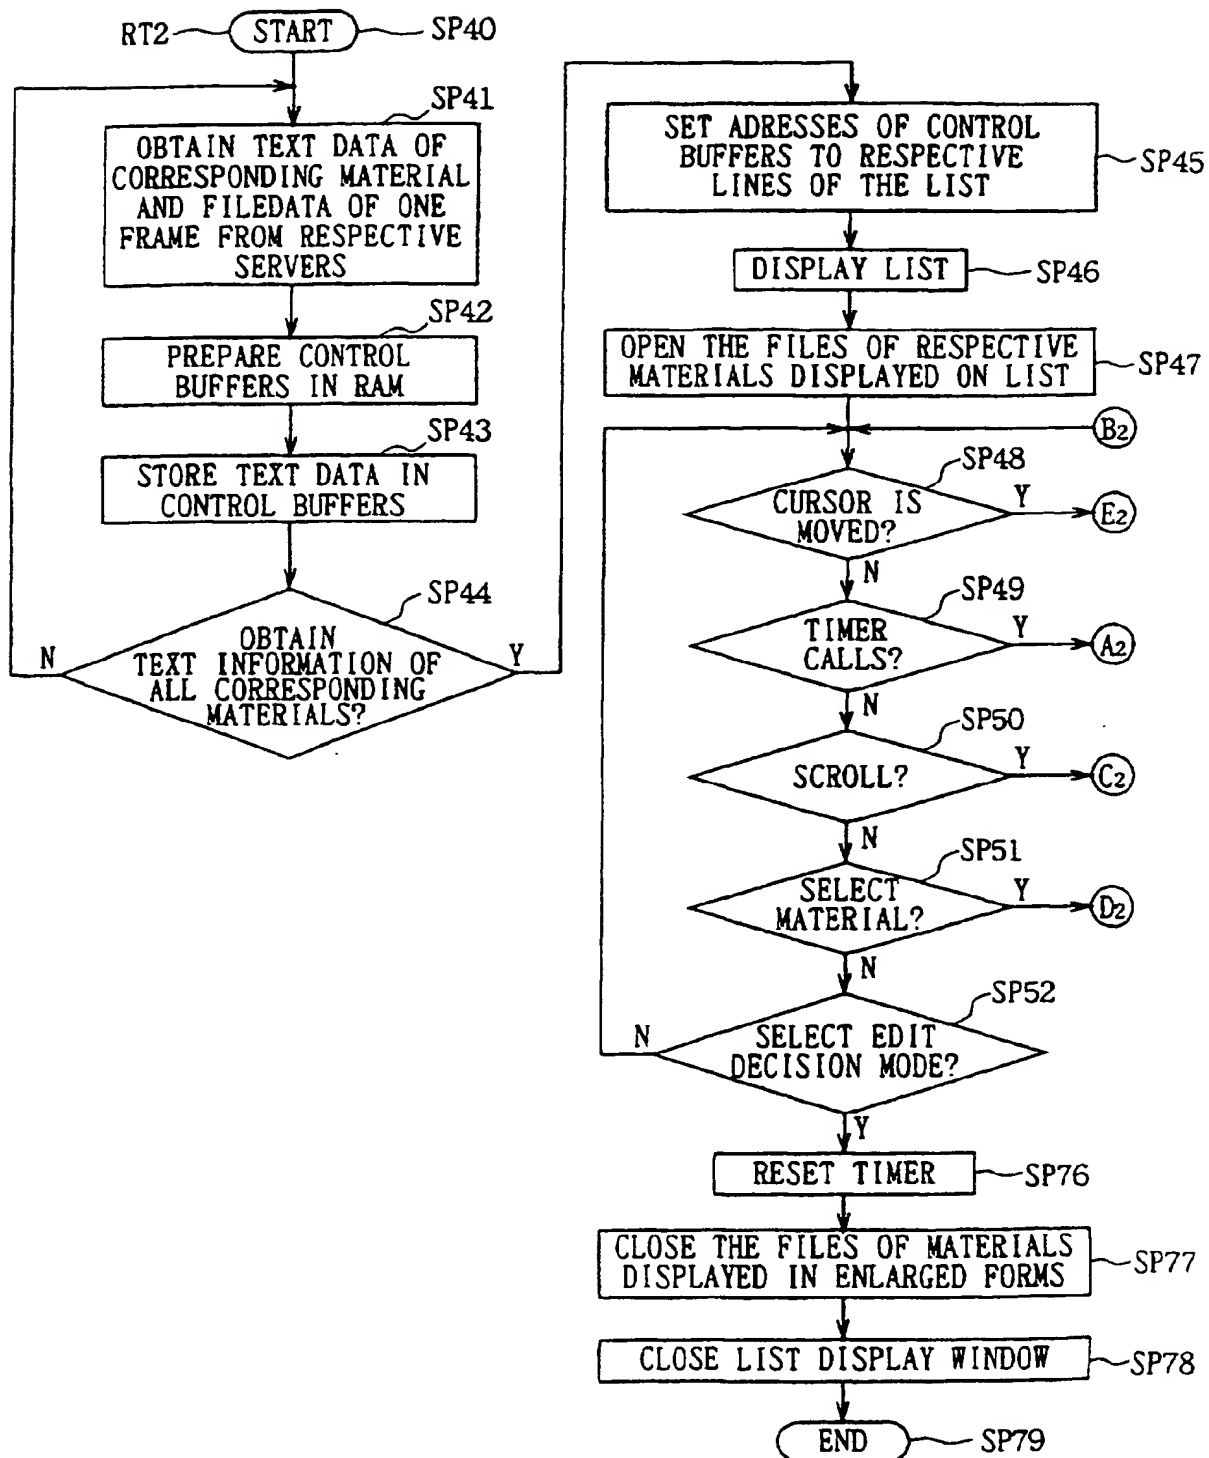 RT2
START
SP40
SP41
OBTAIN TEXT DATA OF
CORRESPONDING MATERIAL
AND FILEDATA OF ONE
FRAME FROM RESPECTIVE
SERVERS
SP42
PREPARE CONTROL
BUFFERS IN RAM
SP43
STORE TEXT DATA IN
CONTROL BUFFERS
SP44
OBTAIN
TEXT INFORMATION OF
ALL CORRESPONDING
MATERIALS?
N
Y
SET ADRESSES OF CONTROL
BUFFERS TO RESPECTIVE
LINES OF THE LIST
SP45
DISPLAY LIST
SP46
OPEN THE FILES OF RESPECTIVE
MATERIALS DISPLAYED ON LIST
SP47
B2
SP48
CURSOR IS
MOVED?
Y
E2
N
SP49
TIMER
CALLS?
Y
A2
N
SP50
SCROLL?
Y
C2
N
SP51
SELECT
MATERIAL?
Y
D2
N
SP52
SELECT EDIT
DECISION MODE?
N
Y
RESET TIMER
SP76
CLOSE THE FILES OF MATERIALS
DISPLAYED IN ENLARGED FORMS
SP77
CLOSE LIST DISPLAY WINDOW
SP78
END
SP79